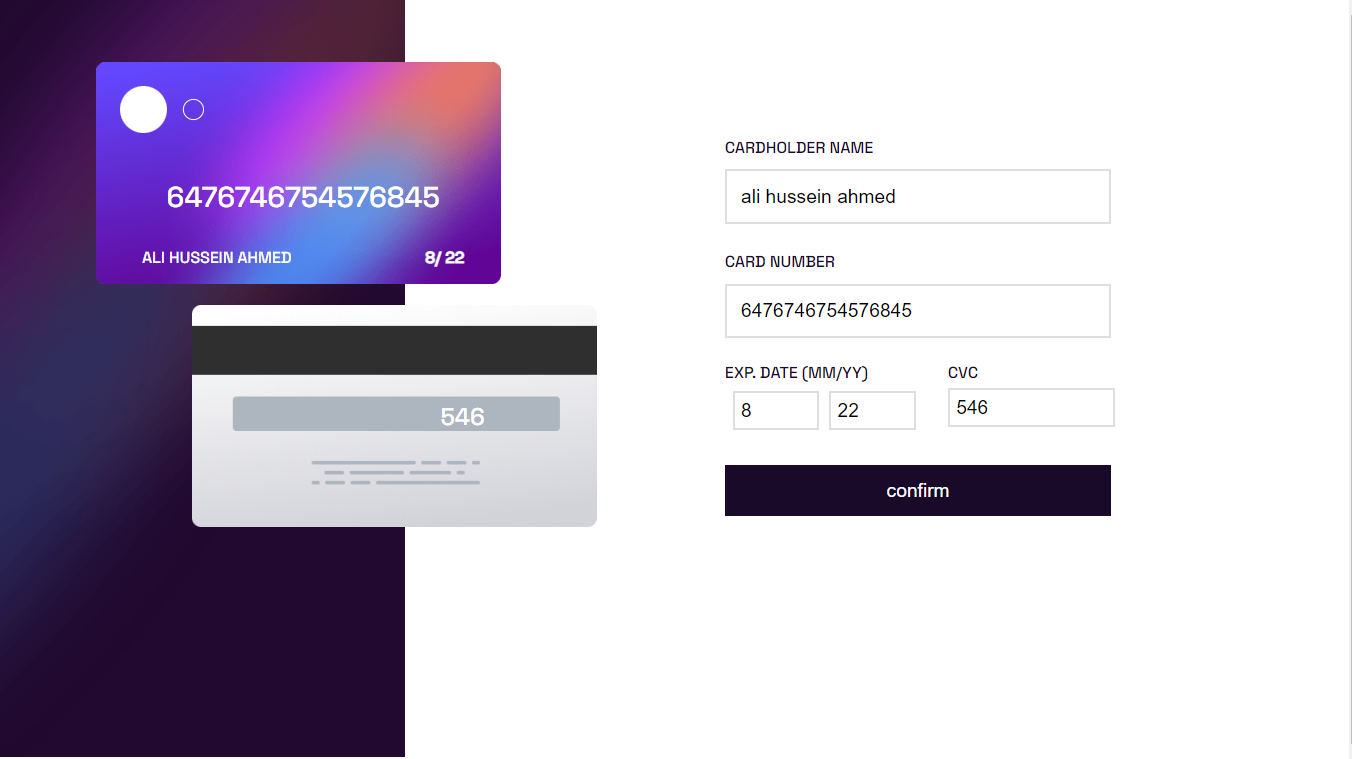 6476746754576845
ALI HUSSEIN AHMED 8/ 22
546
CARDHOLDER NAME
ali hussein ahmed
CARD NUMBER
6476746754576845
EXP. DATE (MM/YY) CVC
8 22 546
confirm